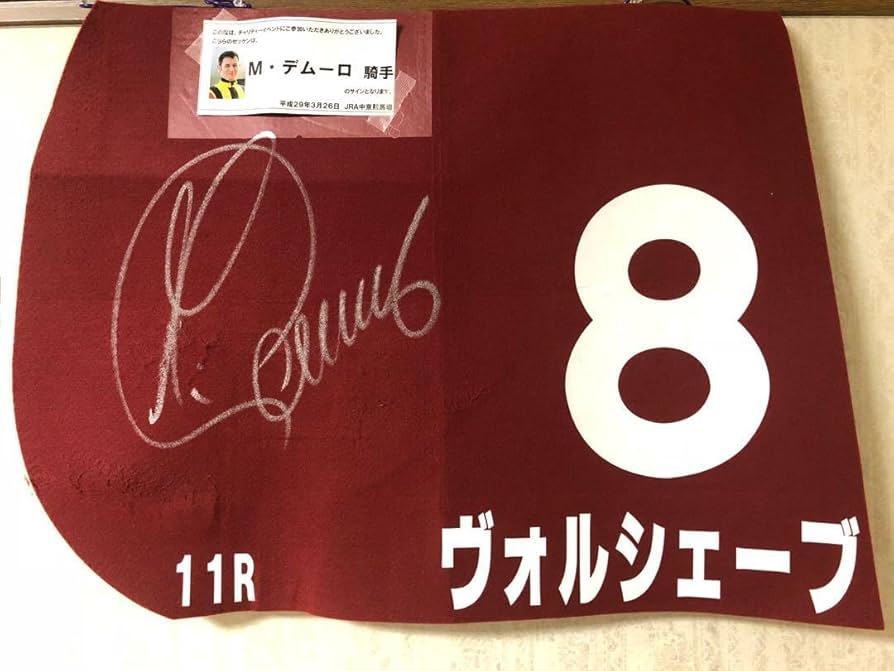 この度は、チャリティーイベントにご参加いただきありがとうございました。
こちらのゼッケンは、
M・デムーロ 騎手
のサインとなります。
平成29年3月26日 JRA中京競馬場
8
11R
ヴォルシェーブ